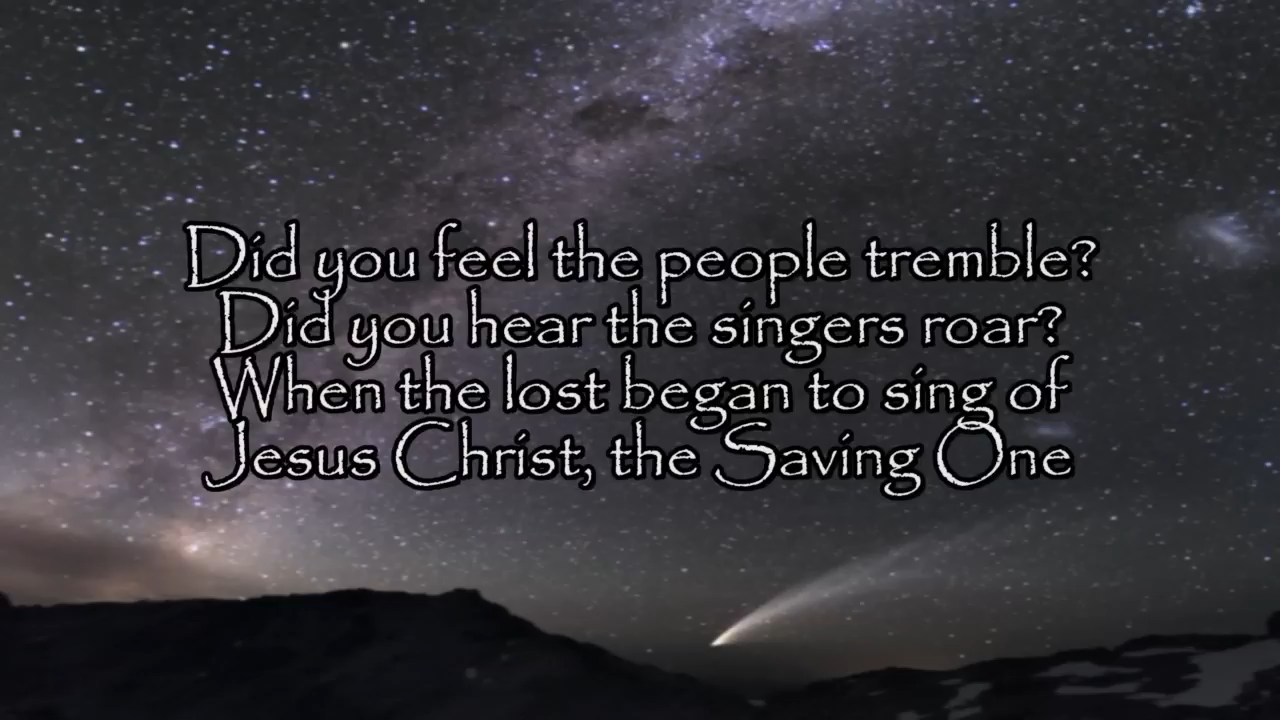 Did you feel the people tremble?
Did you hear the singers roar?
When the lost began to sing of
Jesus Christ, the Saving One